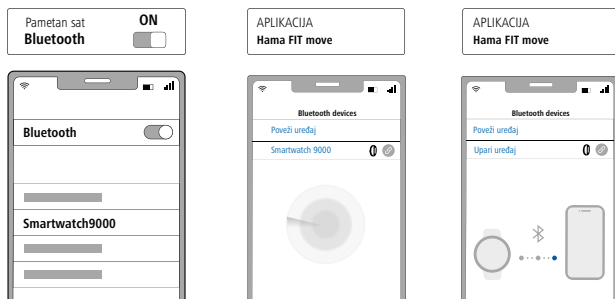 Pametan sat
Bluetooth
ON
Bluetooth
Smartwatch9000
APLIKACIJA
Hama FIT move
Bluetooth devices
Poveži uređaj
Smartwatch 9000
APLIKACIJA
Hama FIT move
Bluetooth devices
Poveži uređaj
Upari uređaj